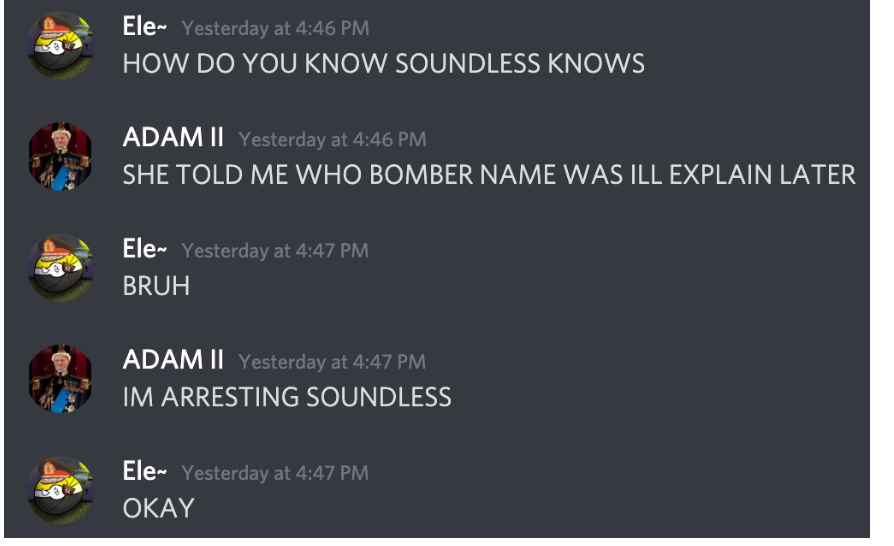 Ele~ Yesterday at 4:46 PM
HOW DO YOU KNOW SOUNDLESS KNOWS
ADAM II Yesterday at 4:46 PM
SHE TOLD ME WHO BOMBER NAME WAS ILL EXPLAIN LATER
Ele~ Yesterday at 4:47 PM
BRUH
ADAM II Yesterday at 4:47 PM
IM ARRESTING SOUNDLESS
Ele~ Yesterday at 4:47 PM
OKAY